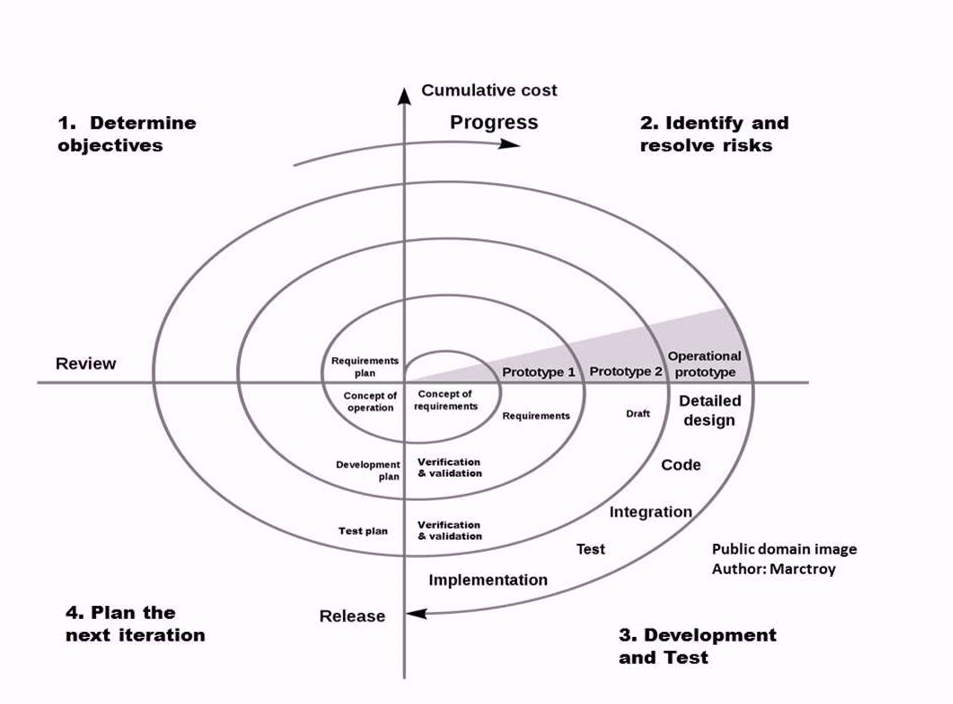 Cumulative cost
Progress
1. Determine
objectives
2. Identify and
resolve risks
Review
Requirements
plan
Prototype 1
Prototype 2
Operational
prototype
Concept of
operation
Concept of
requirements
Requirements
Draft
Detailed
design
Development
plan
Verification
& validation
Code
Integration
Test plan
Verification
& validation
Test
Implementation
Public domain image
Author: Marctroy
Release
4. Plan the
next iteration
3. Development
and Test